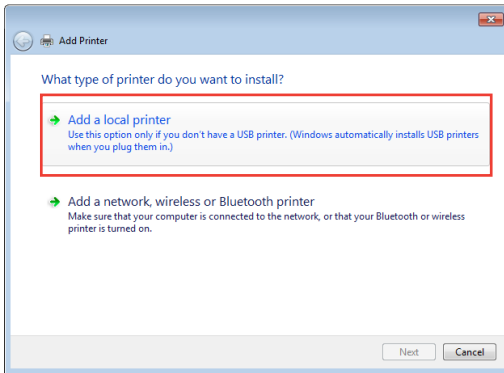 Add Printer
What type of printer do you want to install?
Add a local printer
Use this option only if you don't have a USB printer. (Windows automatically installs USB printers
when you plug them in.)
Add a network, wireless or Bluetooth printer
Make sure that your computer is connected to the network, or that your Bluetooth or wireless
printer is turned on.
Next
Cancel